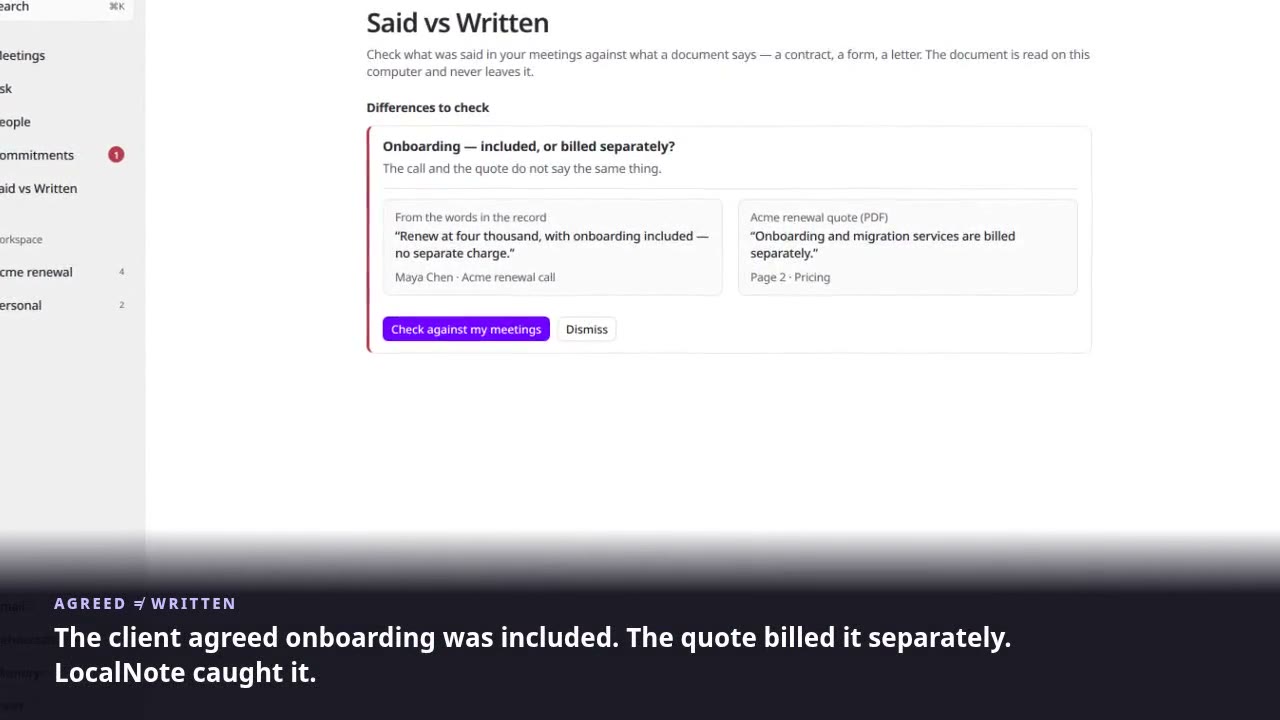 earch ⌘K
Meetings
sk
eople
ommitments 1
aid vs Written
orkspace
cme renewal 4
ersonal 2
Said vs Written
Check what was said in your meetings against what a document says — a contract, a form, a letter. The document is read on this
computer and never leaves it.
Differences to check
Onboarding — included, or billed separately?
The call and the quote do not say the same thing.
From the words in the record
“Renew at four thousand, with onboarding included —
no separate charge.”
Maya Chen · Acme renewal call
Acme renewal quote (PDF)
“Onboarding and migration services are billed
separately.”
Page 2 · Pricing
Check against my meetings
Dismiss
AGREED ≠ WRITTEN
The client agreed onboarding was included. The quote billed it separately.
LocalNote caught it.